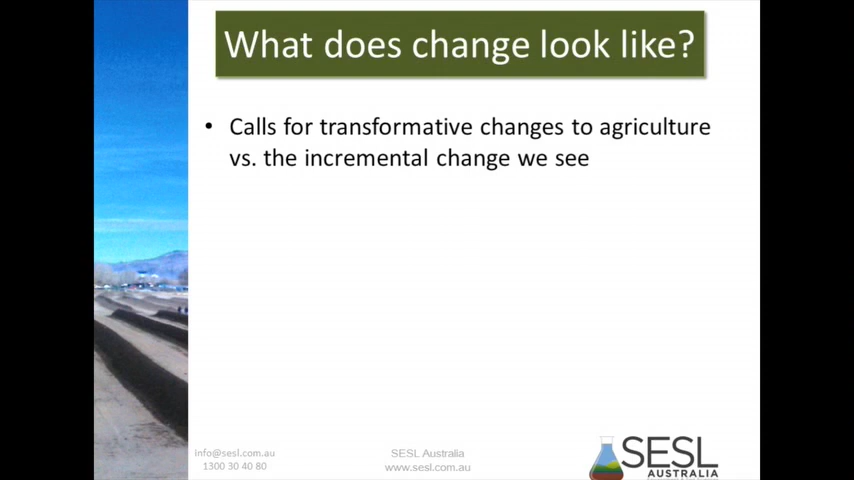 What does change look like?
• Calls for transformative changes to agriculture
vs. the incremental change we see
info@sesl.com.au
1300 30 40 80
SESL Australia
www.sesl.com.au
SESL
AUSTRALIA